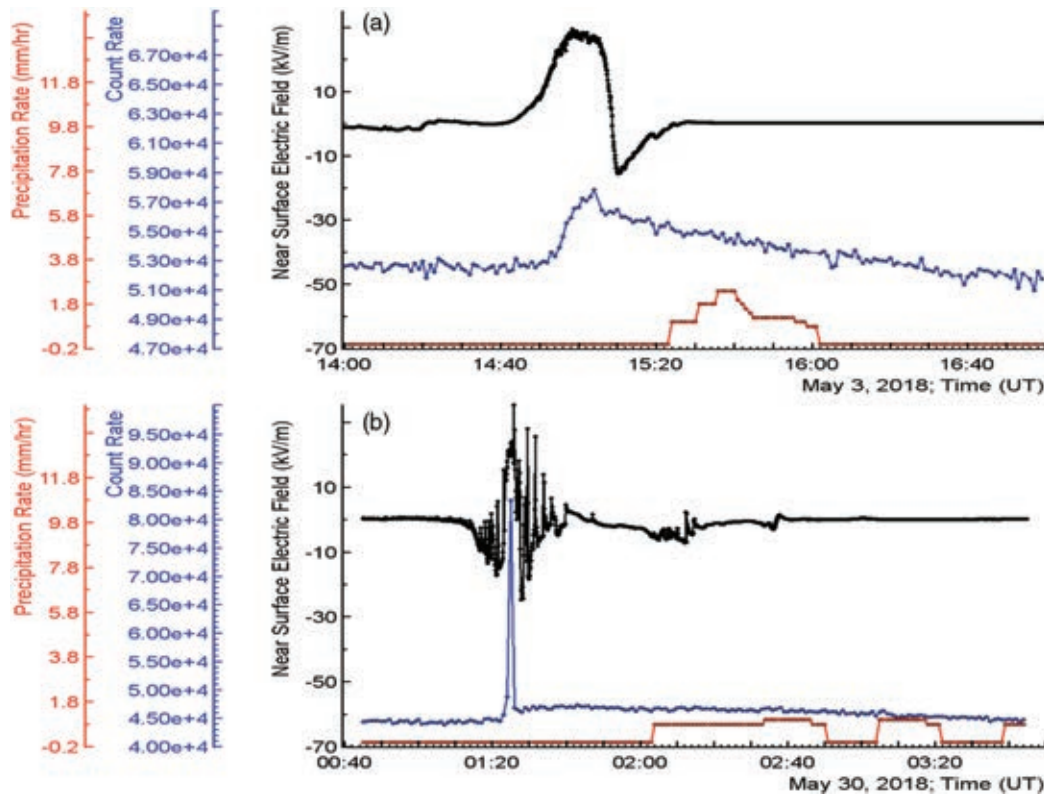 (a)
Precipitation Rate (mm/hr)
11.8
9.8
7.8
5.8
3.8
1.8
-0.2
Count Rate
6.70e+4
6.50e+4
6.30e+4
6.10e+4
5.90e+4
5.70e+4
5.50e+4
5.30e+4
5.10e+4
4.90e+4
4.70e+4
Near Surface Electric Field (kV/m)
10
-10
-30
-50
-70
14:00 14:40 15:20 16:00 16:40
May 3, 2018; Time (UT)
(b)
Precipitation Rate (mm/hr)
11.8
9.8
7.8
5.8
3.8
1.8
-0.2
Count Rate
9.50e+4
9.00e+4
8.50e+4
8.00e+4
7.50e+4
7.00e+4
6.50e+4
6.00e+4
5.50e+4
5.00e+4
4.50e+4
4.00e+4
Near Surface Electric Field (kV/m)
10
-10
-30
-50
-70
00:40 01:20 02:00 02:40 03:20
May 30, 2018; Time (UT)